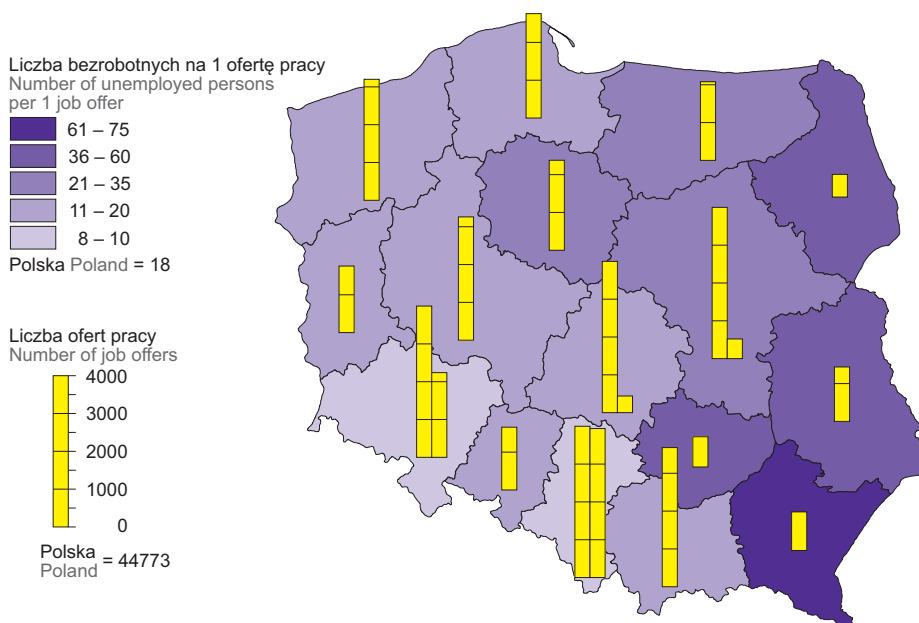 Liczba bezrobotnych na 1 ofertę pracy
Number of unemployed persons
per 1 job offer
61 – 75
36 – 60
21 – 35
11 – 20
8 – 10
Polska Poland = 18
Liczba ofert pracy
Number of job offers
4000
3000
2000
1000
0
Polska
Poland = 44773